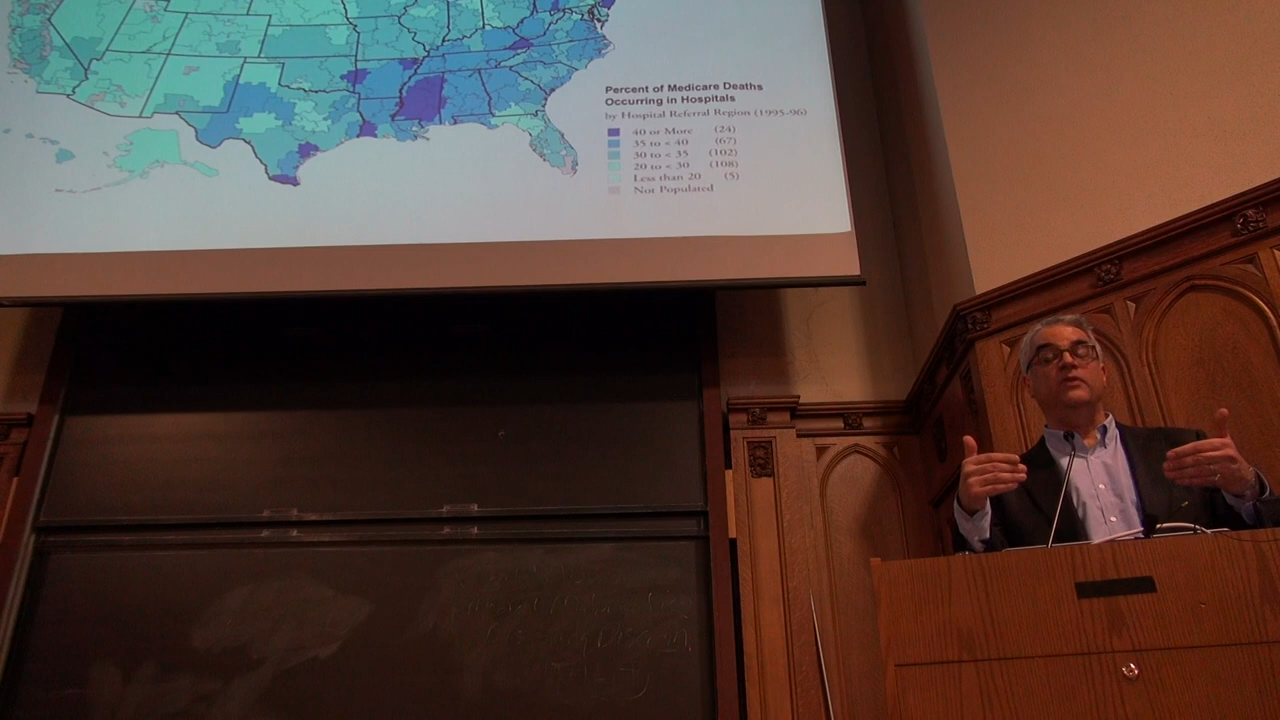 Percent of Medicare Deaths
Occurring in Hospitals
by Hospital Referral Region (1995-96)
40 or More (24)
35 to < 40 (67)
30 to < 35 (102)
20 to < 30 (108)
Less than 20 (5)
Not Populated